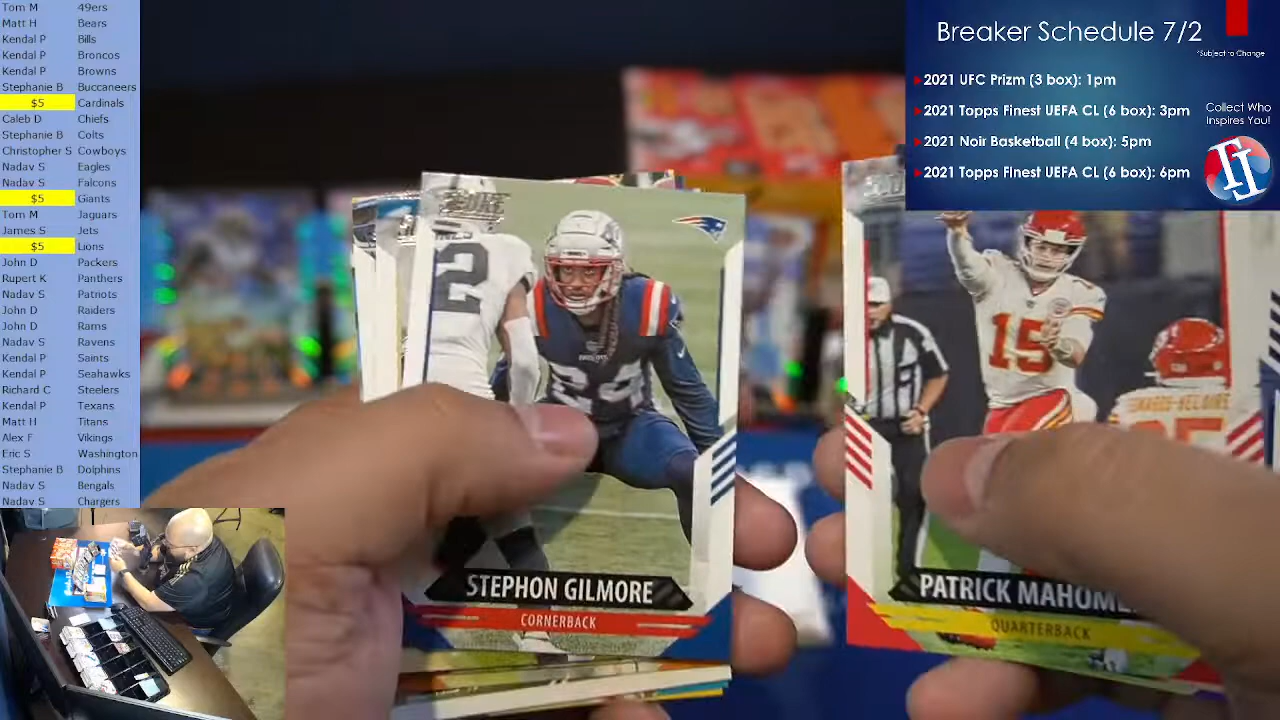 Tom M 49ers
Matt H Bears
Kendal P Bills
Kendal P Broncos
Kendal P Browns
Stephanie B Buccaneers
$5 Cardinals
Caleb D Chiefs
Stephanie B Colts
Christopher S Cowboys
Nadav S Eagles
Nadav S Falcons
$5 Giants
Tom M Jaguars
James S Jets
$5 Lions
John D Packers
Rupert K Panthers
Nadav S Patriots
John D Raiders
John D Rams
Nadav S Ravens
Kendal P Saints
Kendal P Seahawks
Richard C Steelers
Kendal P Texans
Matt H Titans
Alex F Vikings
Eric S Washington
Stephanie B Dolphins
Nadav S Bengals
Nadav S Chargers
Breaker Schedule 7/2
*Subject to Change
2021 UFC Prizm (3 box): 1pm
2021 Topps Finest UEFA CL (6 box): 3pm
2021 Noir Basketball (4 box): 5pm
2021 Topps Finest UEFA CL (6 box): 6pm
Collect Who
Inspires You!
SCORE
2
24
STEPHON GILMORE
CORNERBACK
15
PATRICK MAHOME
QUARTERBACK